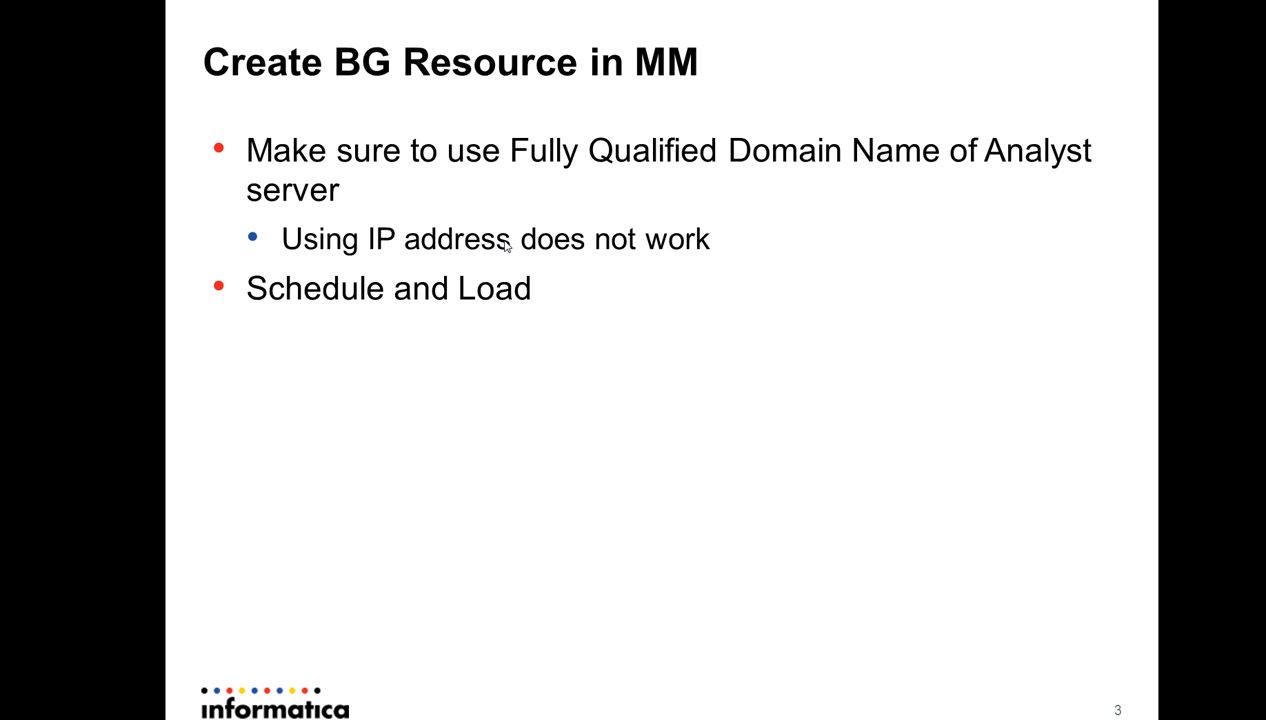 Create BG Resource in MM
Make sure to use Fully Qualified Domain Name of Analyst
server
Using IP address does not work
Schedule and Load
informatica
3